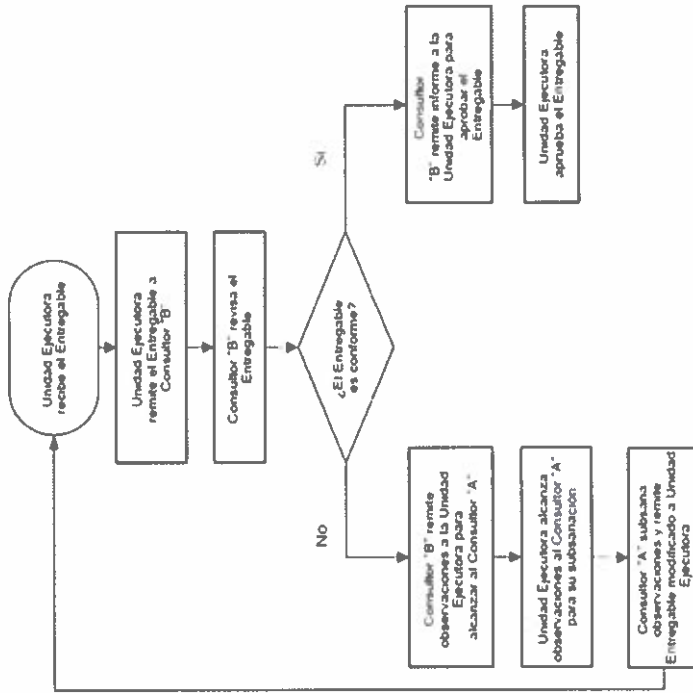 Unidad Ejecutora
recibe el Entregable
Unidad Ejecutora
remite el Entregable a
Consultor "B"
Consultor "B" revisa el
Entregable
¿El Entregable
es conforme?
No
Si
Consultor "B" remite
observaciones a la Unidad
Ejecutora para
alcanzar al Consultor "A"
Unidad Ejecutora alcanza
observaciones al Consultor "A"
para su subsanación
Consultor "A" subsana
observaciones y remite
Entregable modificado a Unidad
Ejecutora
Consultor
"B" remite informe a la
Unidad Ejecutora para
aprobar el
Entregable
Unidad Ejecutora
aprueba el Entregable